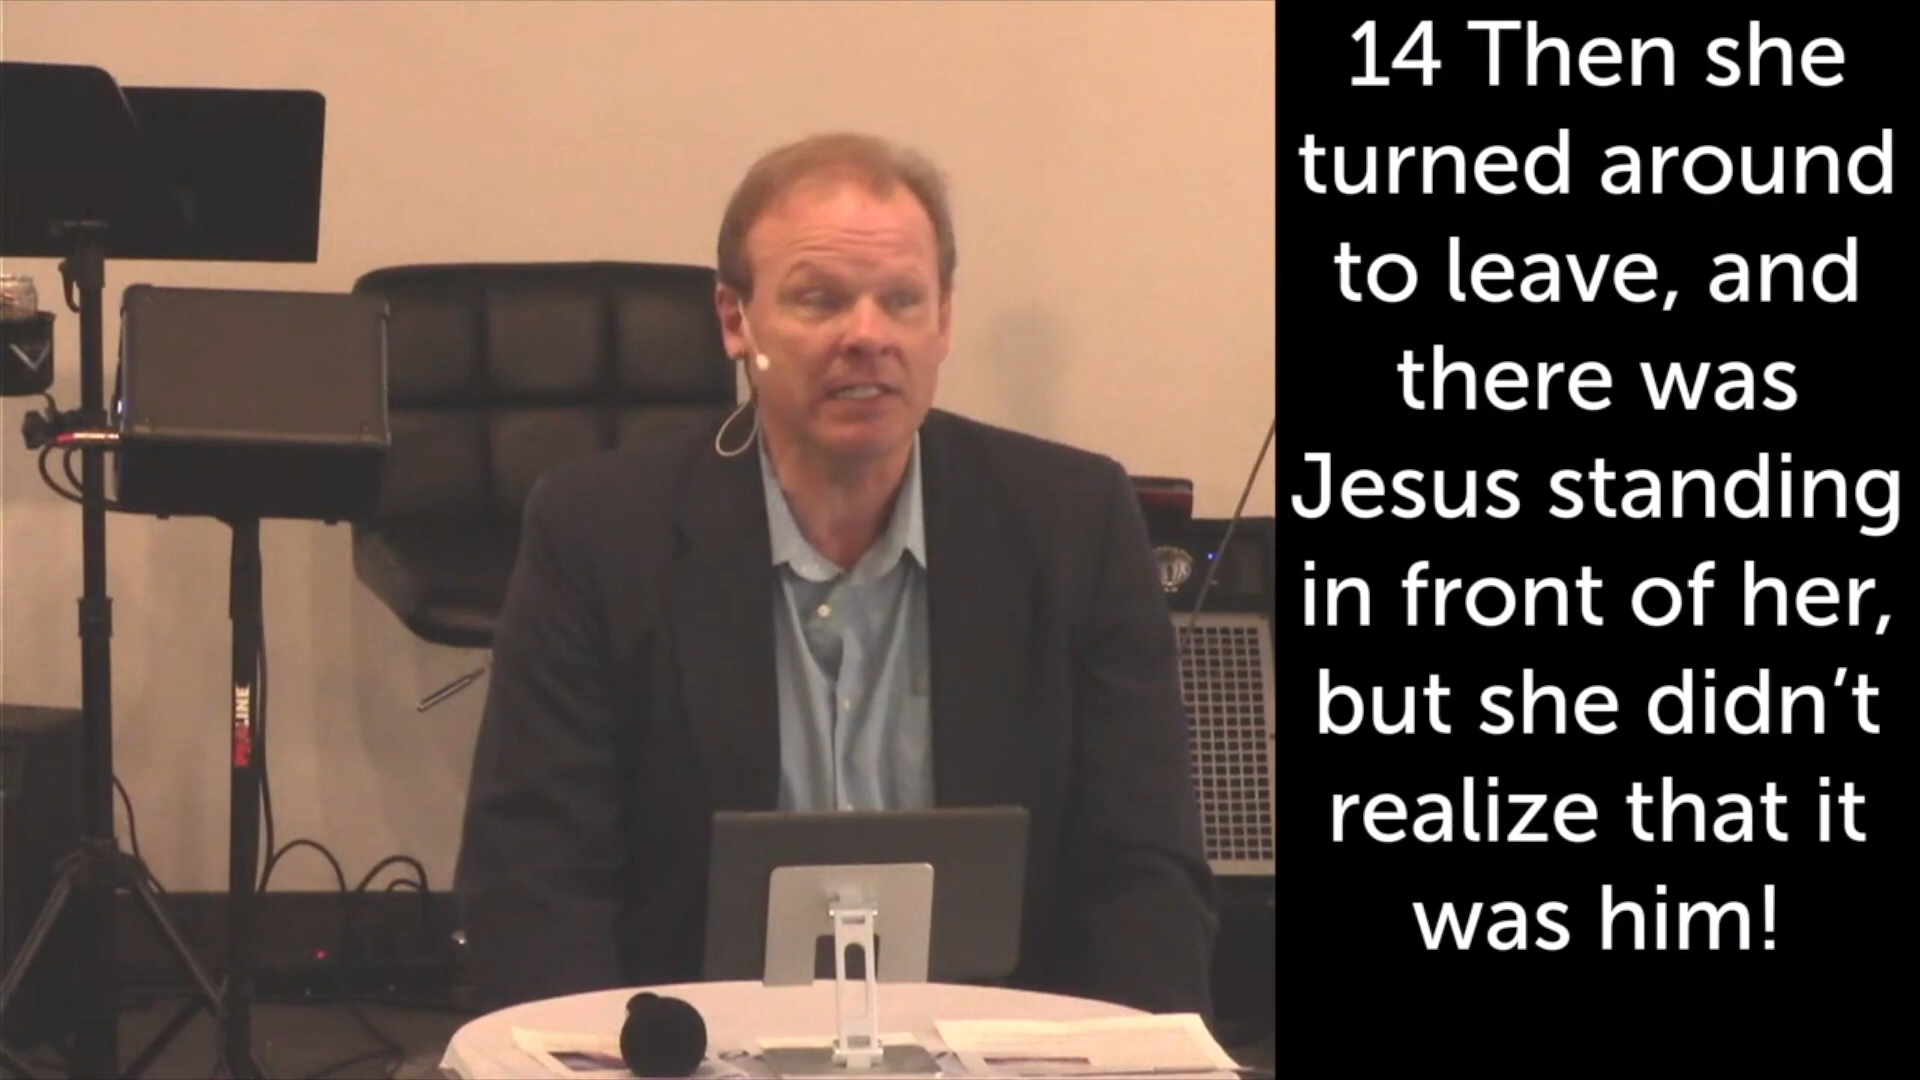 14 Then she
turned around
to leave, and
there was
Jesus standing
in front of her,
but she didn't
realize that it
was him!
PROLINE